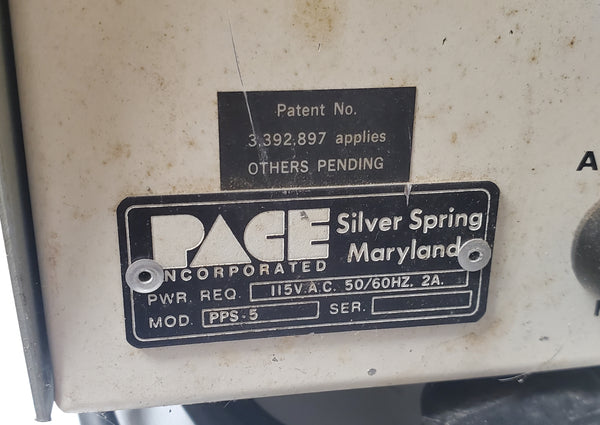 Patent No.
3,392,897 applies
OTHERS PENDING
PACE Silver Spring
INCORPORATED Maryland
PWR. REQ. 115V. A.C. 50/60HZ. 2A.
MOD. PPS-5 SER.
A